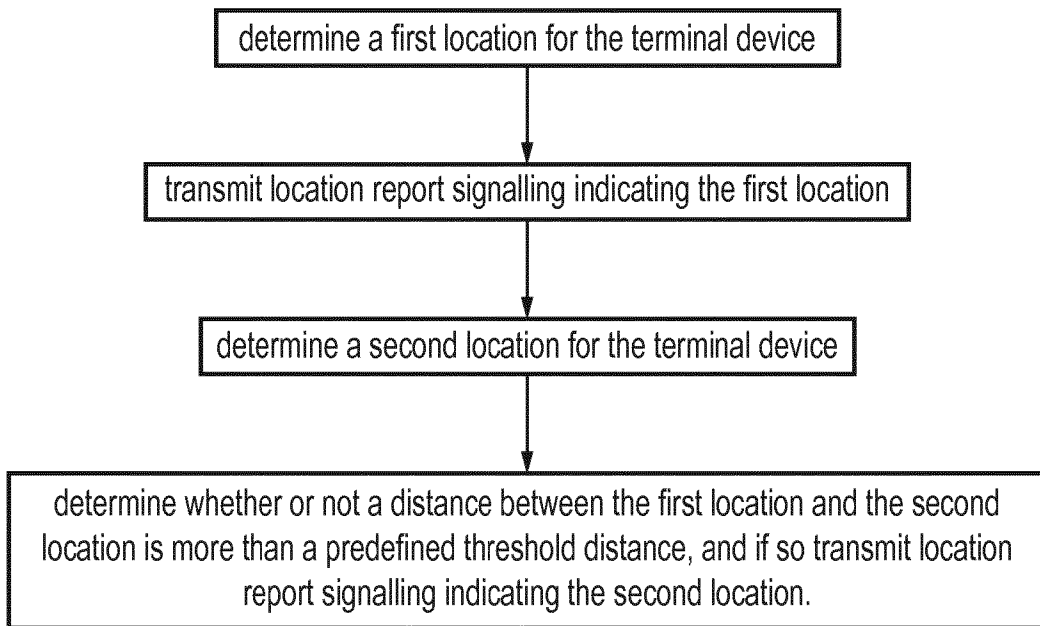 determine a first location for the terminal device
transmit location report signalling indicating the first location
determine a second location for the terminal device
determine whether or not a distance between the first location and the second
location is more than a predefined threshold distance, and if so transmit location
report signalling indicating the second location.